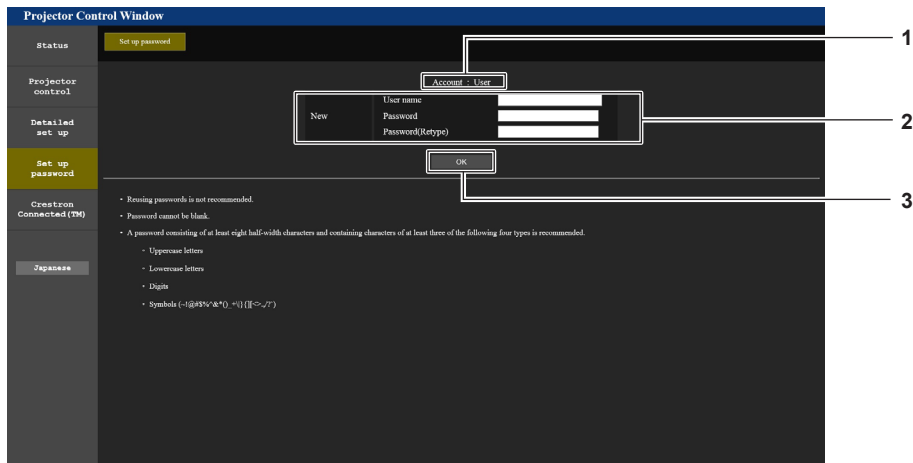 Projector Control Window
Status
Set up password
Projector
control
Detailed
set up
Set up
password
Crestron
Connected(TM)
Japanese
Account : User
New
User name
Password
Password(Retype)
OK
• Reusing passwords is not recommended.
• Password cannot be blank.
• A password consisting of at least eight half-width characters and containing characters of at least three of the following four types is recommended.
• Uppercase letters
• Lowercase letters
• Digits
• Symbols (~!@#$%^&*()_+\|}{][<>.,/?`)
1
2
3